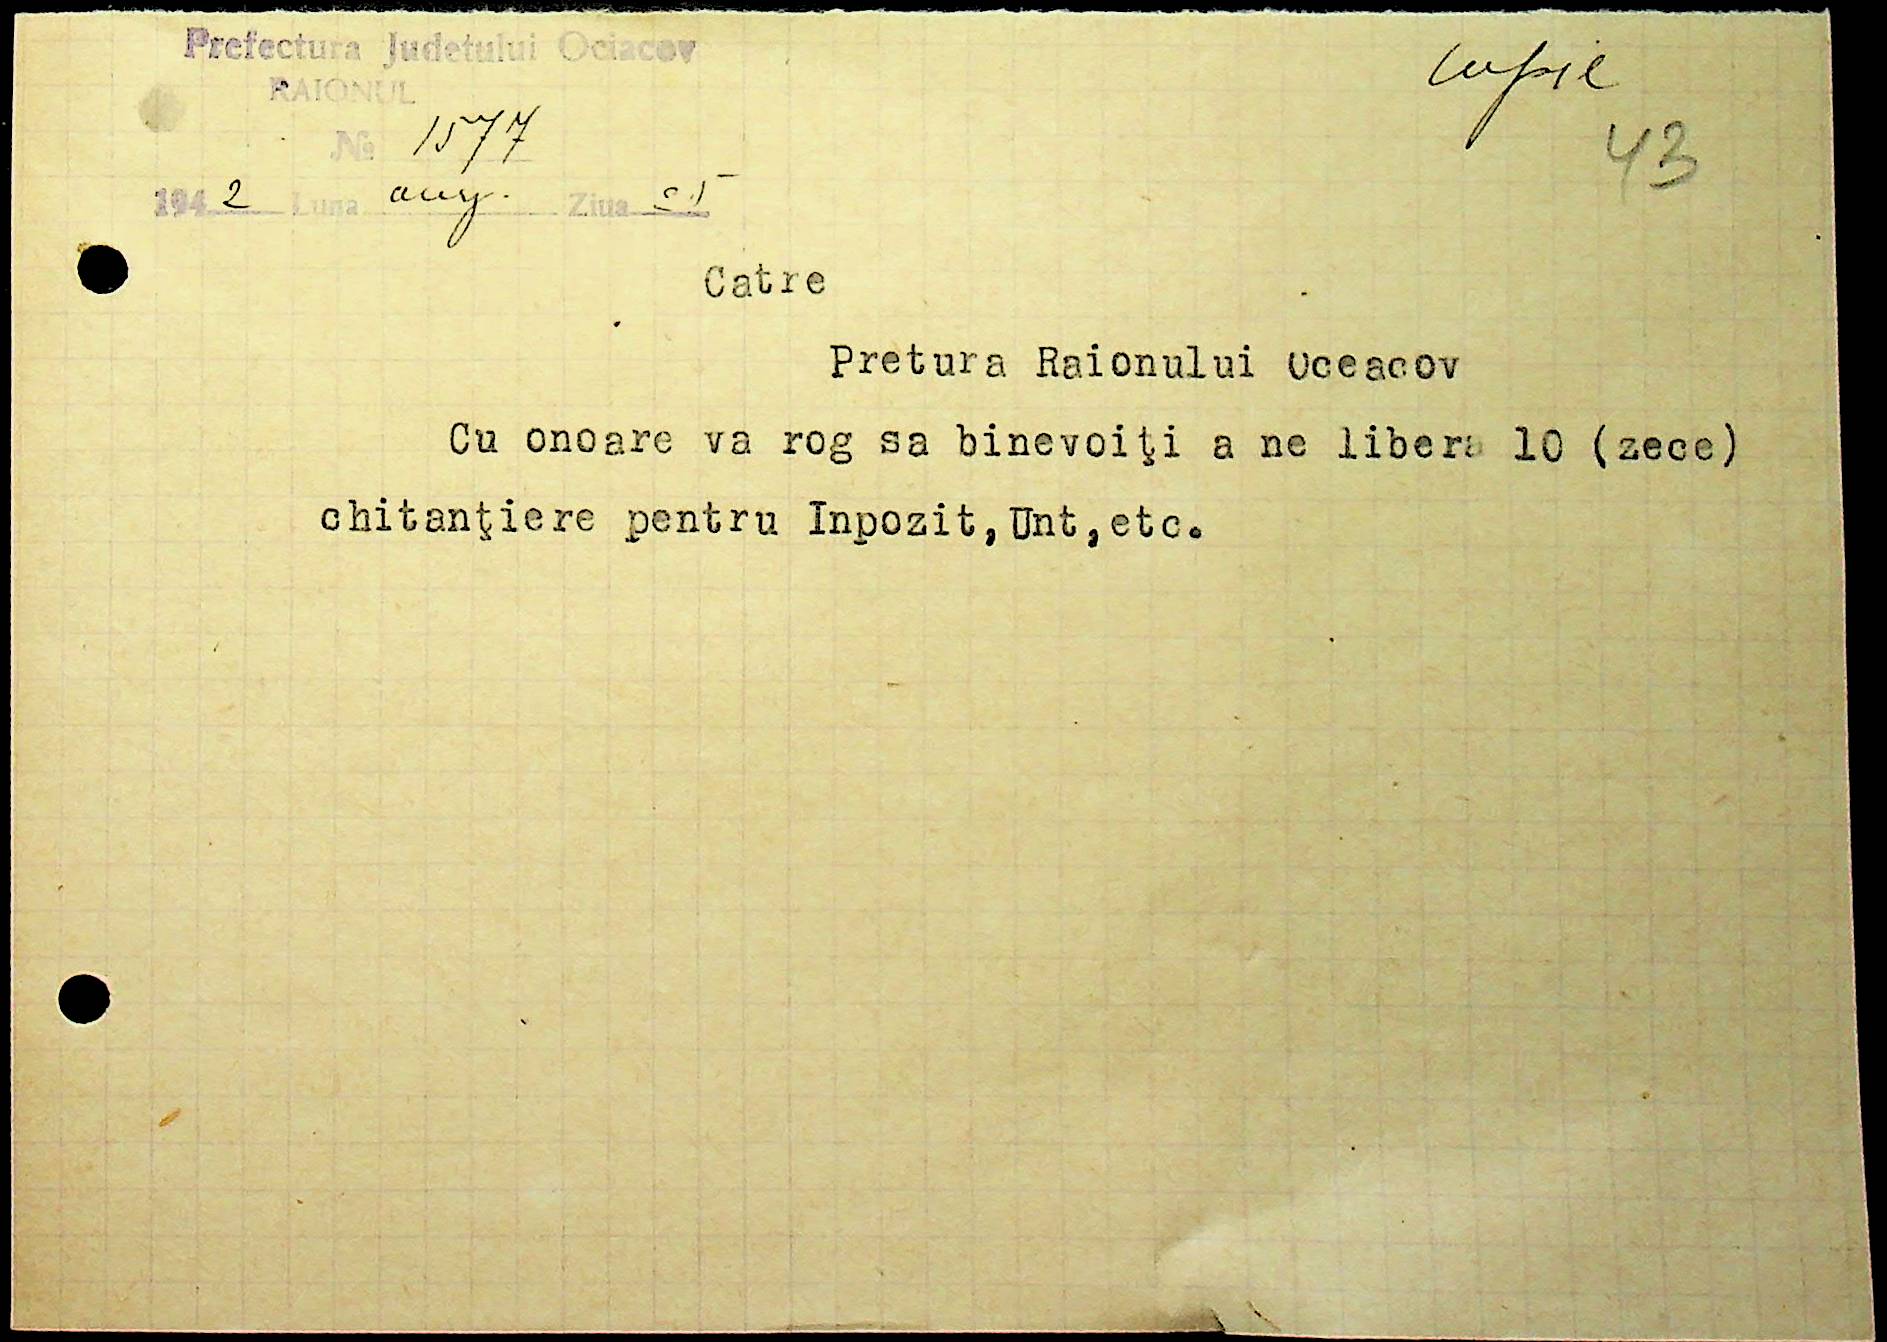 Prefectura Judetului Ociacov
copie
RAIONUL
43
№ 1577
1942 Luna aug. Ziua 25
Catre
Pretura Raionului Oceacov
Cu onoare va rog sa binevoiţi a ne libera 10 (zece)
chitanţiere pentru Inpozit,Unt,etc.